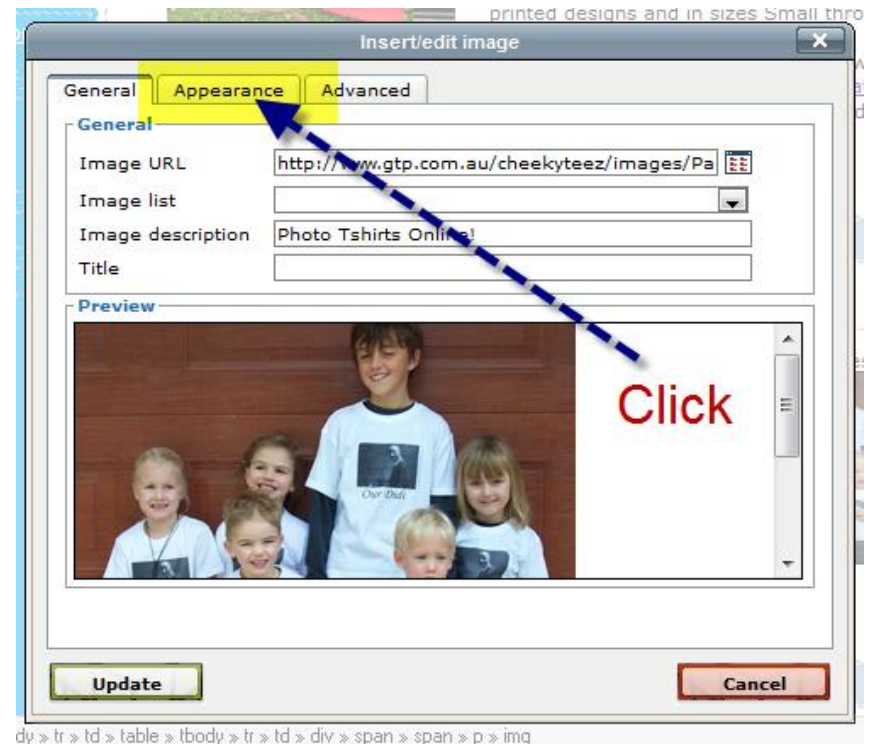 printed designs and in sizes Small thro
Insert/edit image
General Appearance Advanced
General
Image URL http://www.gtp.com.au/cheekyteez/images/Pa
Image list
Image description Photo Tshirts Online!
Title
Preview
Click
Our Didi
Update Cancel
dy » tr » td » table » tbody » tr » td » div » span » span » p » img